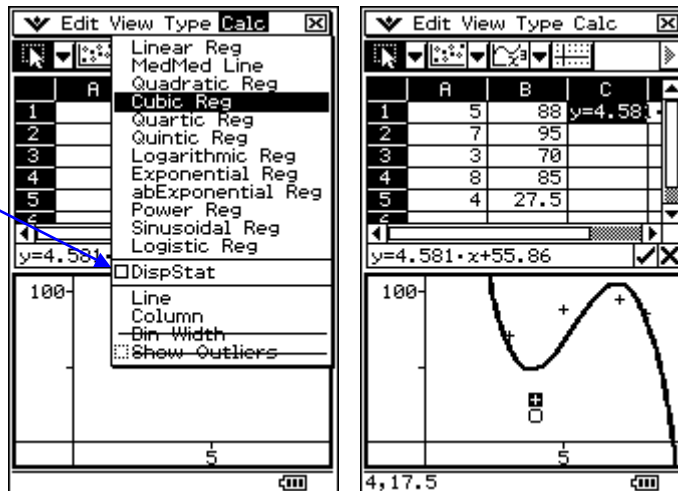 Edit View Type Calc
Linear Reg
MedMed Line
Quadratic Reg
Cubic Reg
Quartic Reg
Quintic Reg
Logarithmic Reg
Exponential Reg
abExponential Reg
Power Reg
Sinusoidal Reg
Logistic Reg
DispStat
Line
Column
Bin Width
Show Outliers
A
1
2
3
4
5
y=4.581·
100
5
Edit View Type Calc
A B C
1 5 88 y=4.581·
2 7 95
3 3 70
4 8 85
5 4 27.5
y=4.581·x+55.86
100
5
4,17.5